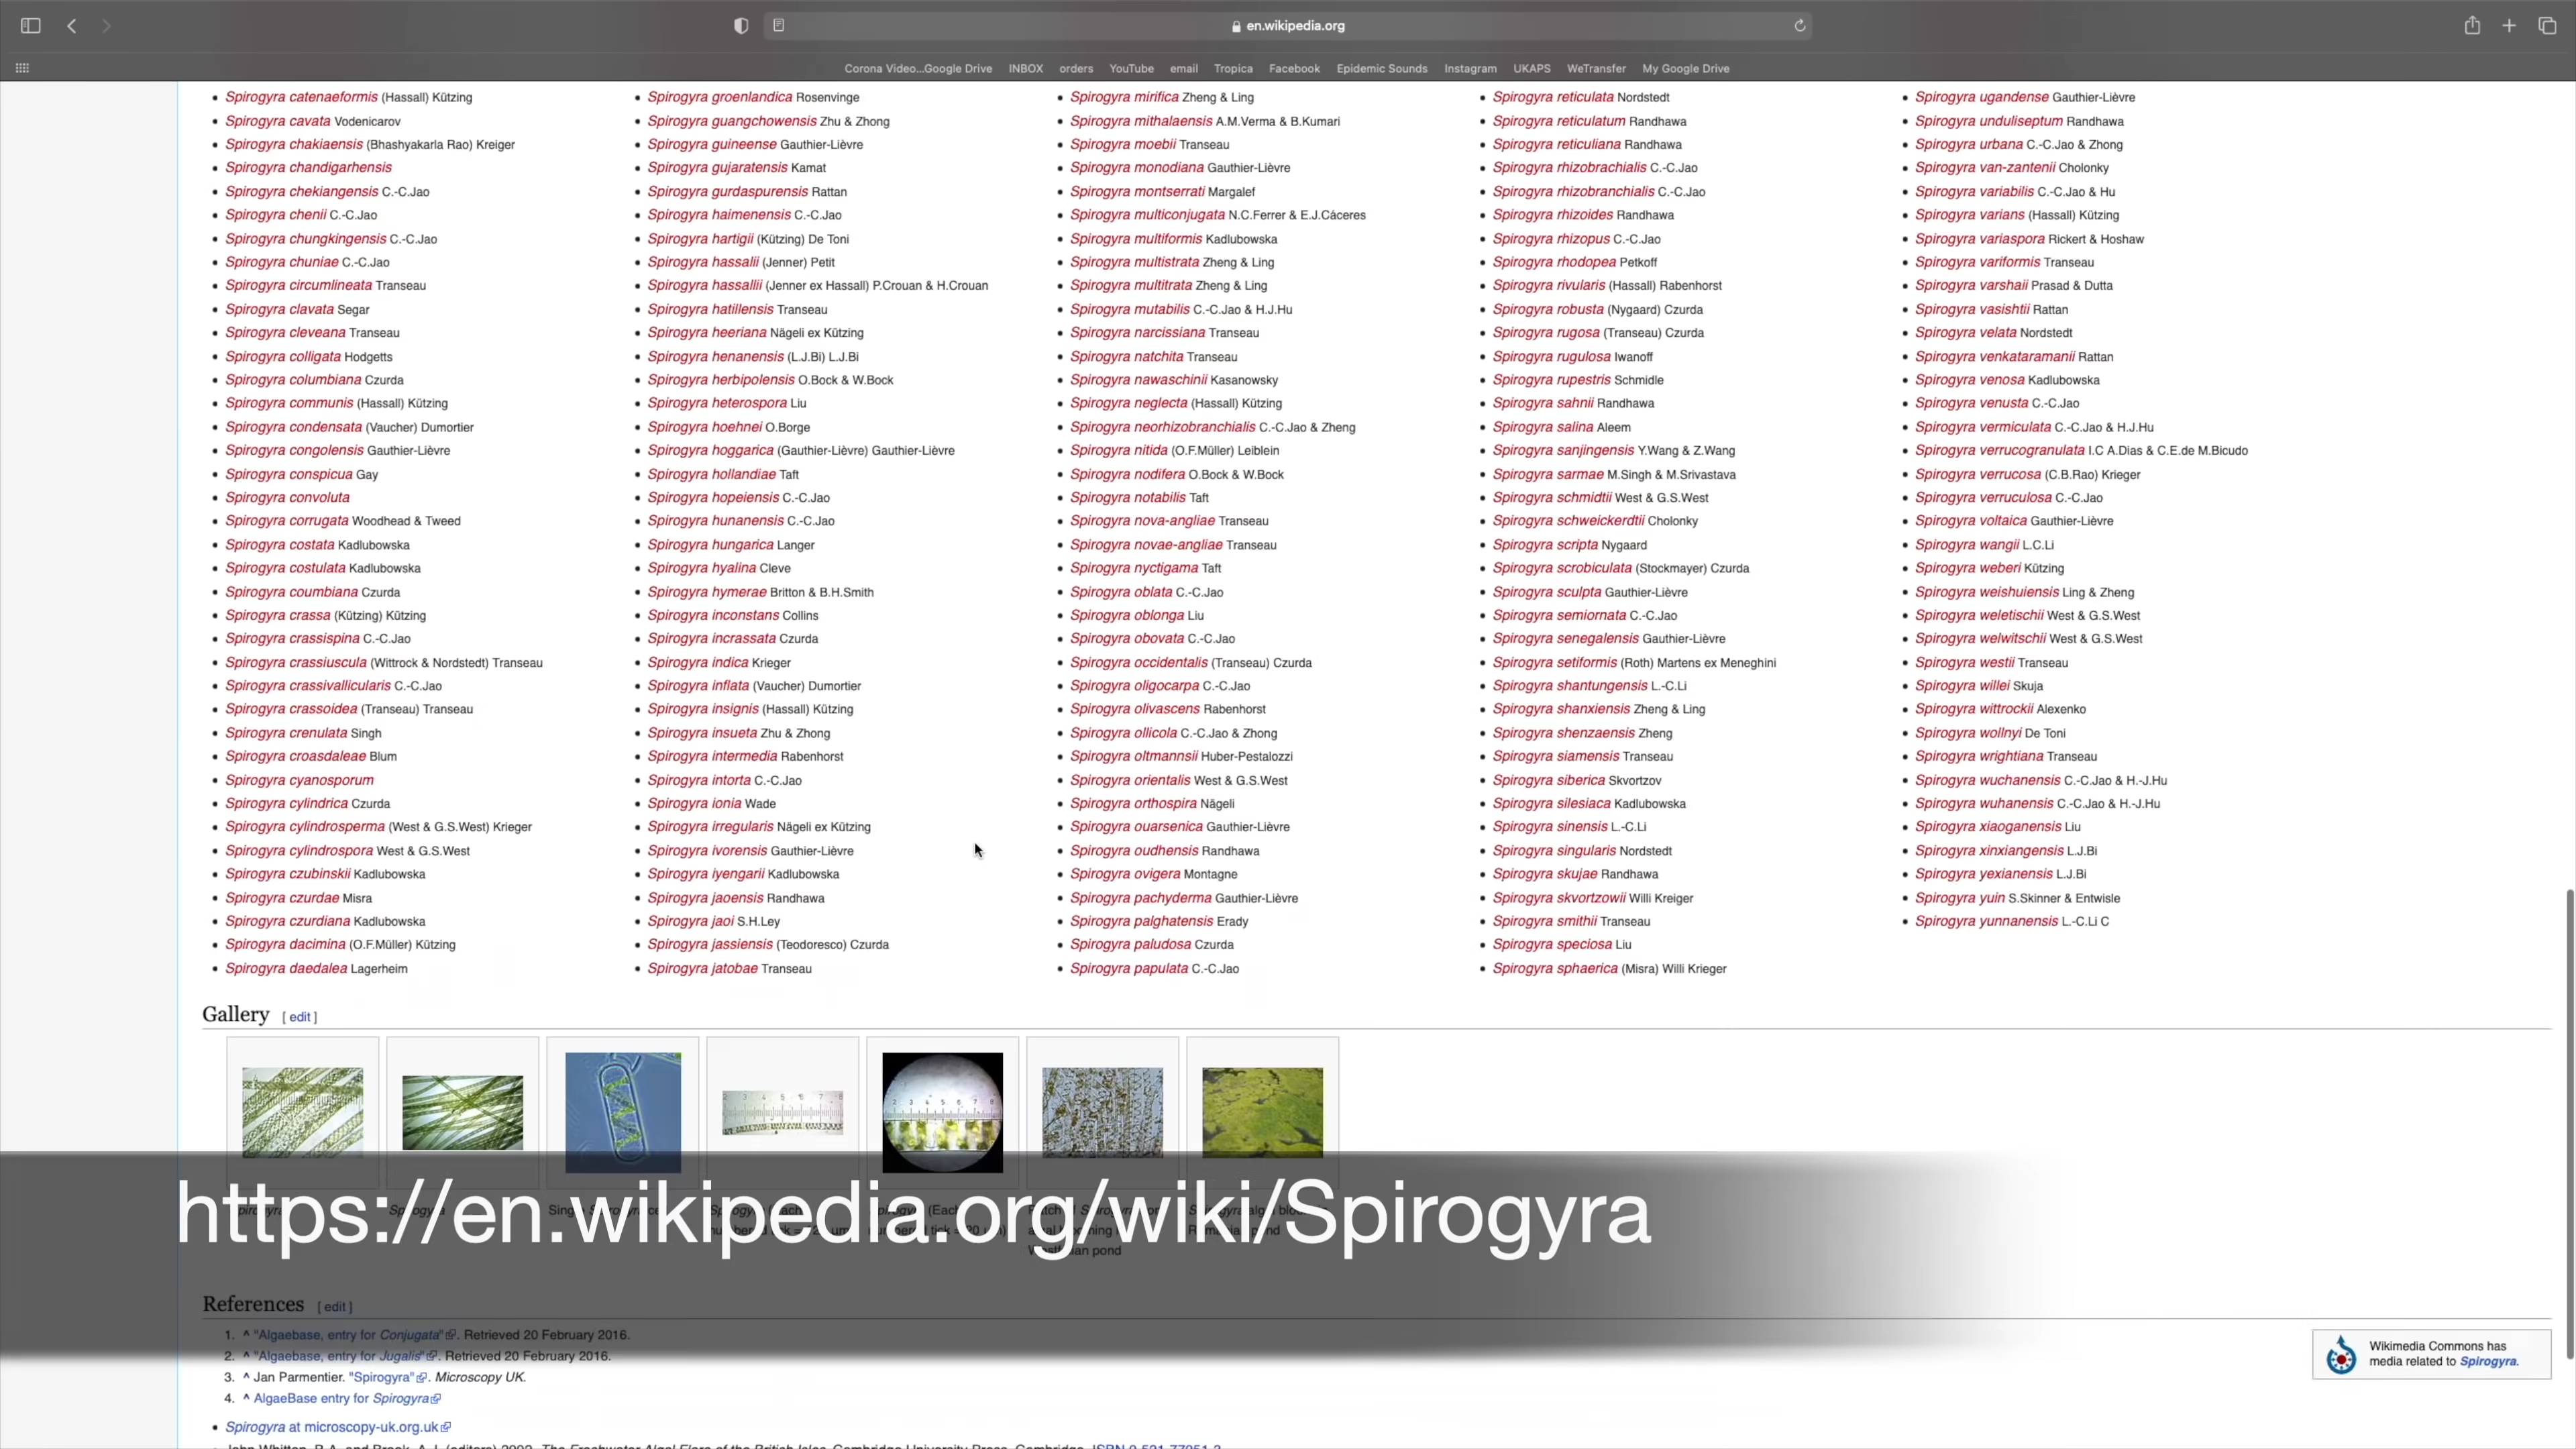 en.wikipedia.org
Corona Video...Google Drive INBOX orders YouTube email Tropica Facebook Epidemic Sounds Instagram UKAPS WeTransfer My Google Drive
Spirogyra catenaeformis (Hassall) Kützing
Spirogyra cavata Vodenicarov
Spirogyra chakiaensis (Bhashyakarla Rao) Kreiger
Spirogyra chandigarhensis
Spirogyra chekiangensis C.-C.Jao
Spirogyra chenii C.-C.Jao
Spirogyra chungkingensis C.-C.Jao
Spirogyra chuniae C.-C.Jao
Spirogyra circumlineata Transeau
Spirogyra clavata Segar
Spirogyra cleveana Transeau
Spirogyra colligata Hodgetts
Spirogyra columbiana Czurda
Spirogyra communis (Hassall) Kützing
Spirogyra condensata (Vaucher) Dumortier
Spirogyra congolensis Gauthier-Lièvre
Spirogyra conspicua Gay
Spirogyra convoluta
Spirogyra corrugata Woodhead & Tweed
Spirogyra costata Kadlubowska
Spirogyra costulata Kadlubowska
Spirogyra coumbiana Czurda
Spirogyra crassa (Kützing) Kützing
Spirogyra crassispina C.-C.Jao
Spirogyra crassiuscula (Wittrock & Nordstedt) Transeau
Spirogyra crassivallicularis C.-C.Jao
Spirogyra crassoidea (Transeau) Transeau
Spirogyra crenulata Singh
Spirogyra croasdaleae Blum
Spirogyra cyanosporum
Spirogyra cylindrica Czurda
Spirogyra cylindrosperma (West & G.S.West) Krieger
Spirogyra cylindrospora West & G.S.West
Spirogyra czubinskii Kadlubowska
Spirogyra czurdae Misra
Spirogyra czurdiana Kadlubowska
Spirogyra dacimina (O.F.Müller) Kützing
Spirogyra daedalea Lagerheim
Spirogyra groenlandica Rosenvinge
Spirogyra guangchowensis Zhu & Zhong
Spirogyra guineense Gauthier-Lièvre
Spirogyra gujaratensis Kamat
Spirogyra gurdaspurensis Rattan
Spirogyra haimenensis C.-C.Jao
Spirogyra hartigii (Kützing) De Toni
Spirogyra hassalii (Jenner) Petit
Spirogyra hassallii (Jenner ex Hassall) P.Crouan & H.Crouan
Spirogyra hatillensis Transeau
Spirogyra heeriana Nägeli ex Kützing
Spirogyra henanensis (L.J.Bi) L.J.Bi
Spirogyra herbipolensis O.Bock & W.Bock
Spirogyra heterospora Liu
Spirogyra hoehnei O.Borge
Spirogyra hoggarica (Gauthier-Lièvre) Gauthier-Lièvre
Spirogyra hollandiae Taft
Spirogyra hopeiensis C.-C.Jao
Spirogyra hunanensis C.-C.Jao
Spirogyra hungarica Langer
Spirogyra hyalina Cleve
Spirogyra hymerae Britton & B.H.Smith
Spirogyra inconstans Collins
Spirogyra incrassata Czurda
Spirogyra indica Krieger
Spirogyra inflata (Vaucher) Dumortier
Spirogyra insignis (Hassall) Kützing
Spirogyra insueta Zhu & Zhong
Spirogyra intermedia Rabenhorst
Spirogyra intorta C.-C.Jao
Spirogyra ionia Wade
Spirogyra irregularis Nägeli ex Kützing
Spirogyra ivorensis Gauthier-Lièvre
Spirogyra iyengarii Kadlubowska
Spirogyra jaoensis Randhawa
Spirogyra jaoi S.H.Ley
Spirogyra jassiensis (Teodoresco) Czurda
Spirogyra jatobae Transeau
Spirogyra mirifica Zheng & Ling
Spirogyra mithalaensis A.M.Verma & B.Kumari
Spirogyra moebii Transeau
Spirogyra monodiana Gauthier-Lièvre
Spirogyra montserrati Margalef
Spirogyra multiconjugata N.C.Ferrer & E.J.Cáceres
Spirogyra multiformis Kadlubowska
Spirogyra multistrata Zheng & Ling
Spirogyra multitrata Zheng & Ling
Spirogyra mutabilis C.-C.Jao & H.J.Hu
Spirogyra narcissiana Transeau
Spirogyra natchita Transeau
Spirogyra nawaschinii Kasanowsky
Spirogyra neglecta (Hassall) Kützing
Spirogyra neorhizobranchialis C.-C.Jao & Zheng
Spirogyra nitida (O.F.Müller) Leiblein
Spirogyra nodifera O.Bock & W.Bock
Spirogyra notabilis Taft
Spirogyra nova-angliae Transeau
Spirogyra novae-angliae Transeau
Spirogyra nyctigama Taft
Spirogyra oblata C.-C.Jao
Spirogyra oblonga Liu
Spirogyra obovata C.-C.Jao
Spirogyra occidentalis (Transeau) Czurda
Spirogyra oligocarpa C.-C.Jao
Spirogyra olivascens Rabenhorst
Spirogyra ollicola C.-C.Jao & Zhong
Spirogyra oltmannsii Huber-Pestalozzi
Spirogyra orientalis West & G.S.West
Spirogyra orthospira Nägeli
Spirogyra ouarsenica Gauthier-Lièvre
Spirogyra oudhensis Randhawa
Spirogyra ovigera Montagne
Spirogyra pachyderma Gauthier-Lièvre
Spirogyra palghatensis Erady
Spirogyra paludosa Czurda
Spirogyra papulata C.-C.Jao
Spirogyra reticulata Nordstedt
Spirogyra reticulatum Randhawa
Spirogyra reticuliana Randhawa
Spirogyra rhizobrachialis C.-C.Jao
Spirogyra rhizobranchialis C.-C.Jao
Spirogyra rhizoides Randhawa
Spirogyra rhizopus C.-C.Jao
Spirogyra rhodopea Petkoff
Spirogyra rivularis (Hassall) Rabenhorst
Spirogyra robusta (Nygaard) Czurda
Spirogyra rugosa (Transeau) Czurda
Spirogyra rugulosa Iwanoff
Spirogyra rupestris Schmidle
Spirogyra sahnii Randhawa
Spirogyra salina Aleem
Spirogyra sanjingensis Y.Wang & Z.Wang
Spirogyra sarmae M.Singh & M.Srivastava
Spirogyra schmidtii West & G.S.West
Spirogyra schweickerdtii Cholonky
Spirogyra scripta Nygaard
Spirogyra scrobiculata (Stockmayer) Czurda
Spirogyra sculpta Gauthier-Lièvre
Spirogyra semiornata C.-C.Jao
Spirogyra senegalensis Gauthier-Lièvre
Spirogyra setiformis (Roth) Martens ex Meneghini
Spirogyra shantungensis L.-C.Li
Spirogyra shanxiensis Zheng & Ling
Spirogyra shenzaensis Zheng
Spirogyra siamensis Transeau
Spirogyra siberica Skvortzov
Spirogyra silesiaca Kadlubowska
Spirogyra sinensis L.-C.Li
Spirogyra singularis Nordstedt
Spirogyra skujae Randhawa
Spirogyra skvortzowii Willi Kreiger
Spirogyra smithii Transeau
Spirogyra speciosa Liu
Spirogyra sphaerica (Misra) Willi Krieger
Spirogyra ugandense Gauthier-Lièvre
Spirogyra unduliseptum Randhawa
Spirogyra urbana C.-C.Jao & Zhong
Spirogyra van-zantenii Cholonky
Spirogyra variabilis C.-C.Jao & Hu
Spirogyra varians (Hassall) Kützing
Spirogyra variaspora Rickert & Hoshaw
Spirogyra variformis Transeau
Spirogyra varshaii Prasad & Dutta
Spirogyra vasishtii Rattan
Spirogyra velata Nordstedt
Spirogyra venkataramanii Rattan
Spirogyra venosa Kadlubowska
Spirogyra venusta C.-C.Jao
Spirogyra vermiculata C.-C.Jao & H.J.Hu
Spirogyra verrucogranulata I.C A.Dias & C.E.de M.Bicudo
Spirogyra verrucosa (C.B.Rao) Krieger
Spirogyra verruculosa C.-C.Jao
Spirogyra voltaica Gauthier-Lièvre
Spirogyra wangii L.C.Li
Spirogyra weberi Kützing
Spirogyra weishuiensis Ling & Zheng
Spirogyra weletischii West & G.S.West
Spirogyra welwitschii West & G.S.West
Spirogyra westii Transeau
Spirogyra willei Skuja
Spirogyra wittrockii Alexenko
Spirogyra wollnyi De Toni
Spirogyra wrightiana Transeau
Spirogyra wuchanensis C.-C.Jao & H.-J.Hu
Spirogyra wuhanensis C.-C.Jao & H.-J.Hu
Spirogyra xiaoganensis Liu
Spirogyra xinxiangensis L.J.Bi
Spirogyra yexianensis L.J.Bi
Spirogyra yuin S.Skinner & Entwisle
Spirogyra yunnanensis L.-C.Li C
Gallery [ edit ]
https://en.wikipedia.org/wiki/Spirogyra
References [ edit ]
1. ^ "Algaebase, entry for Conjugata". Retrieved 20 February 2016.
2. ^ "Algaebase, entry for Jugalis". Retrieved 20 February 2016.
3. ^ Jan Parmentier. "Spirogyra". Microscopy UK.
4. ^ AlgaeBase entry for Spirogyra
Spirogyra at microscopy-uk.org.uk
Wikimedia Commons has
media related to Spirogyra.